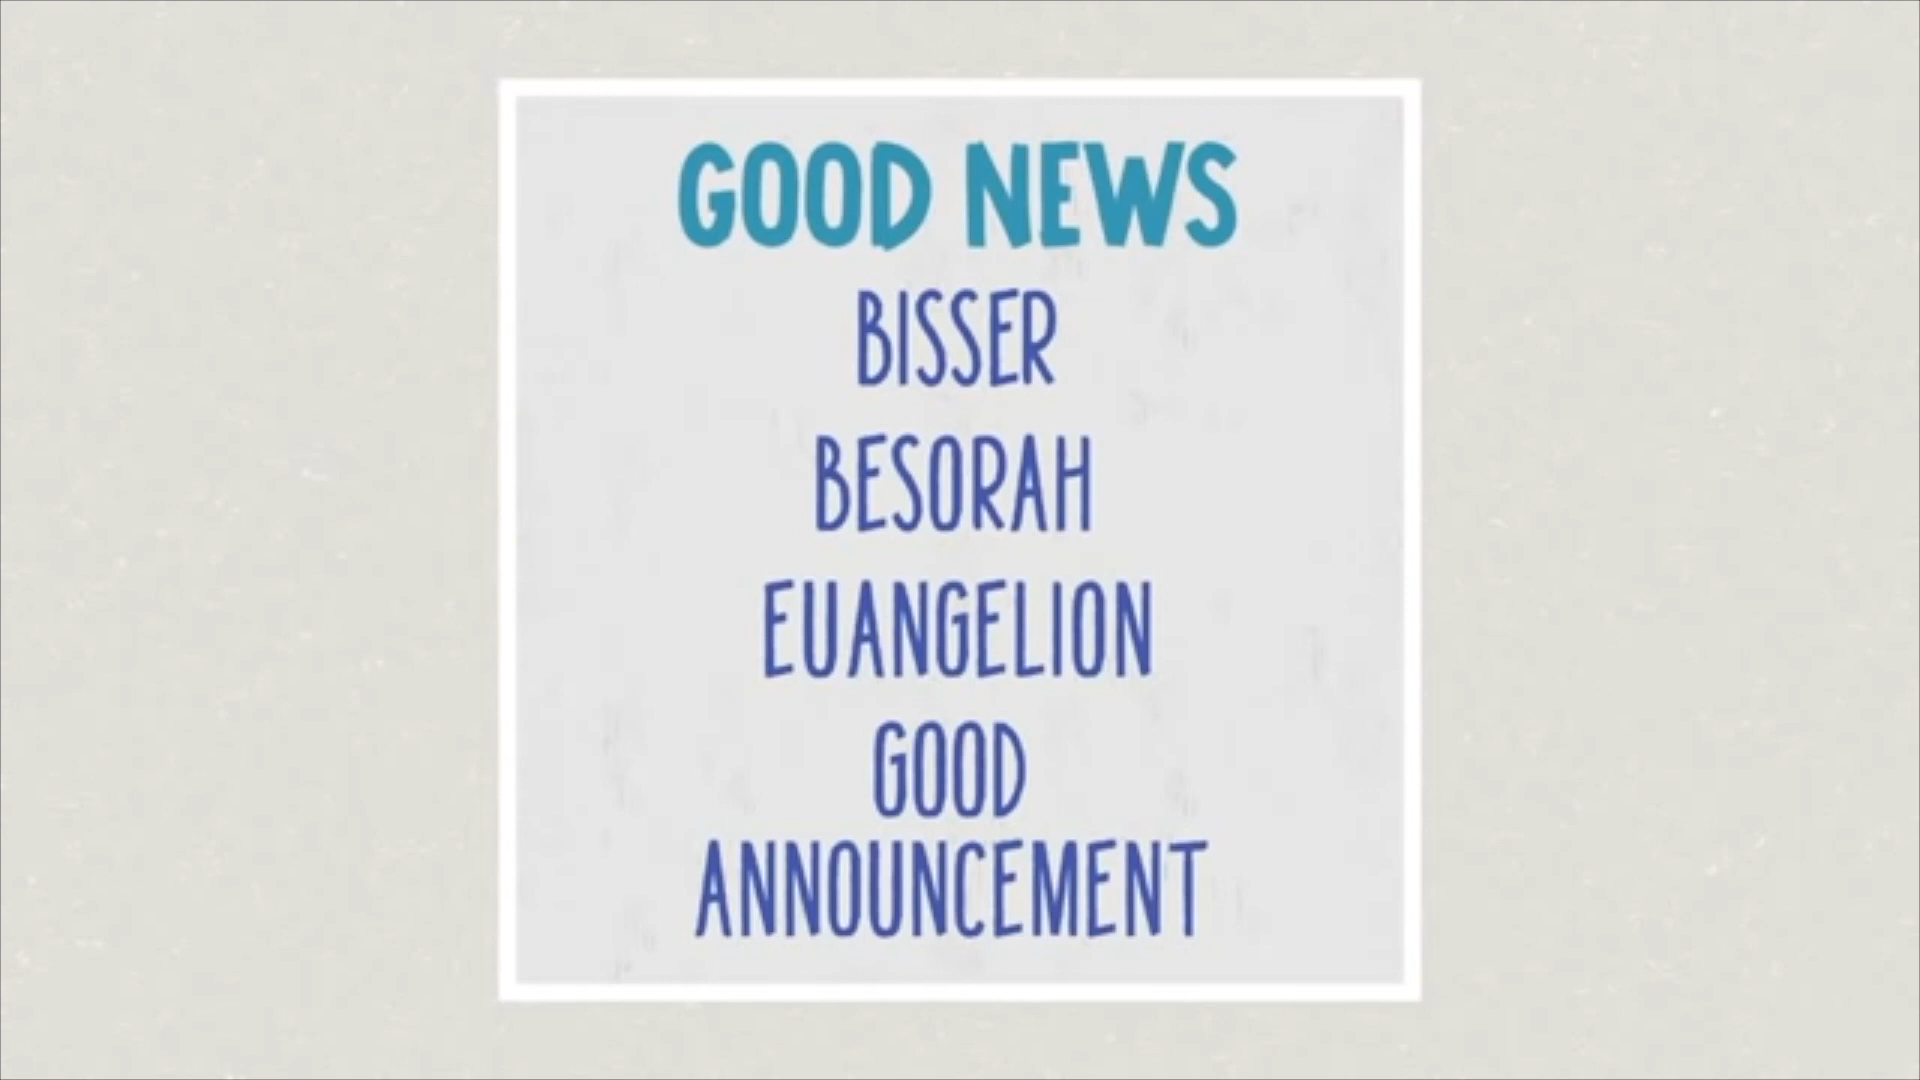 GOOD NEWS
BISSER
BESORAH
EUANGELION
GOOD
ANNOUNCEMENT